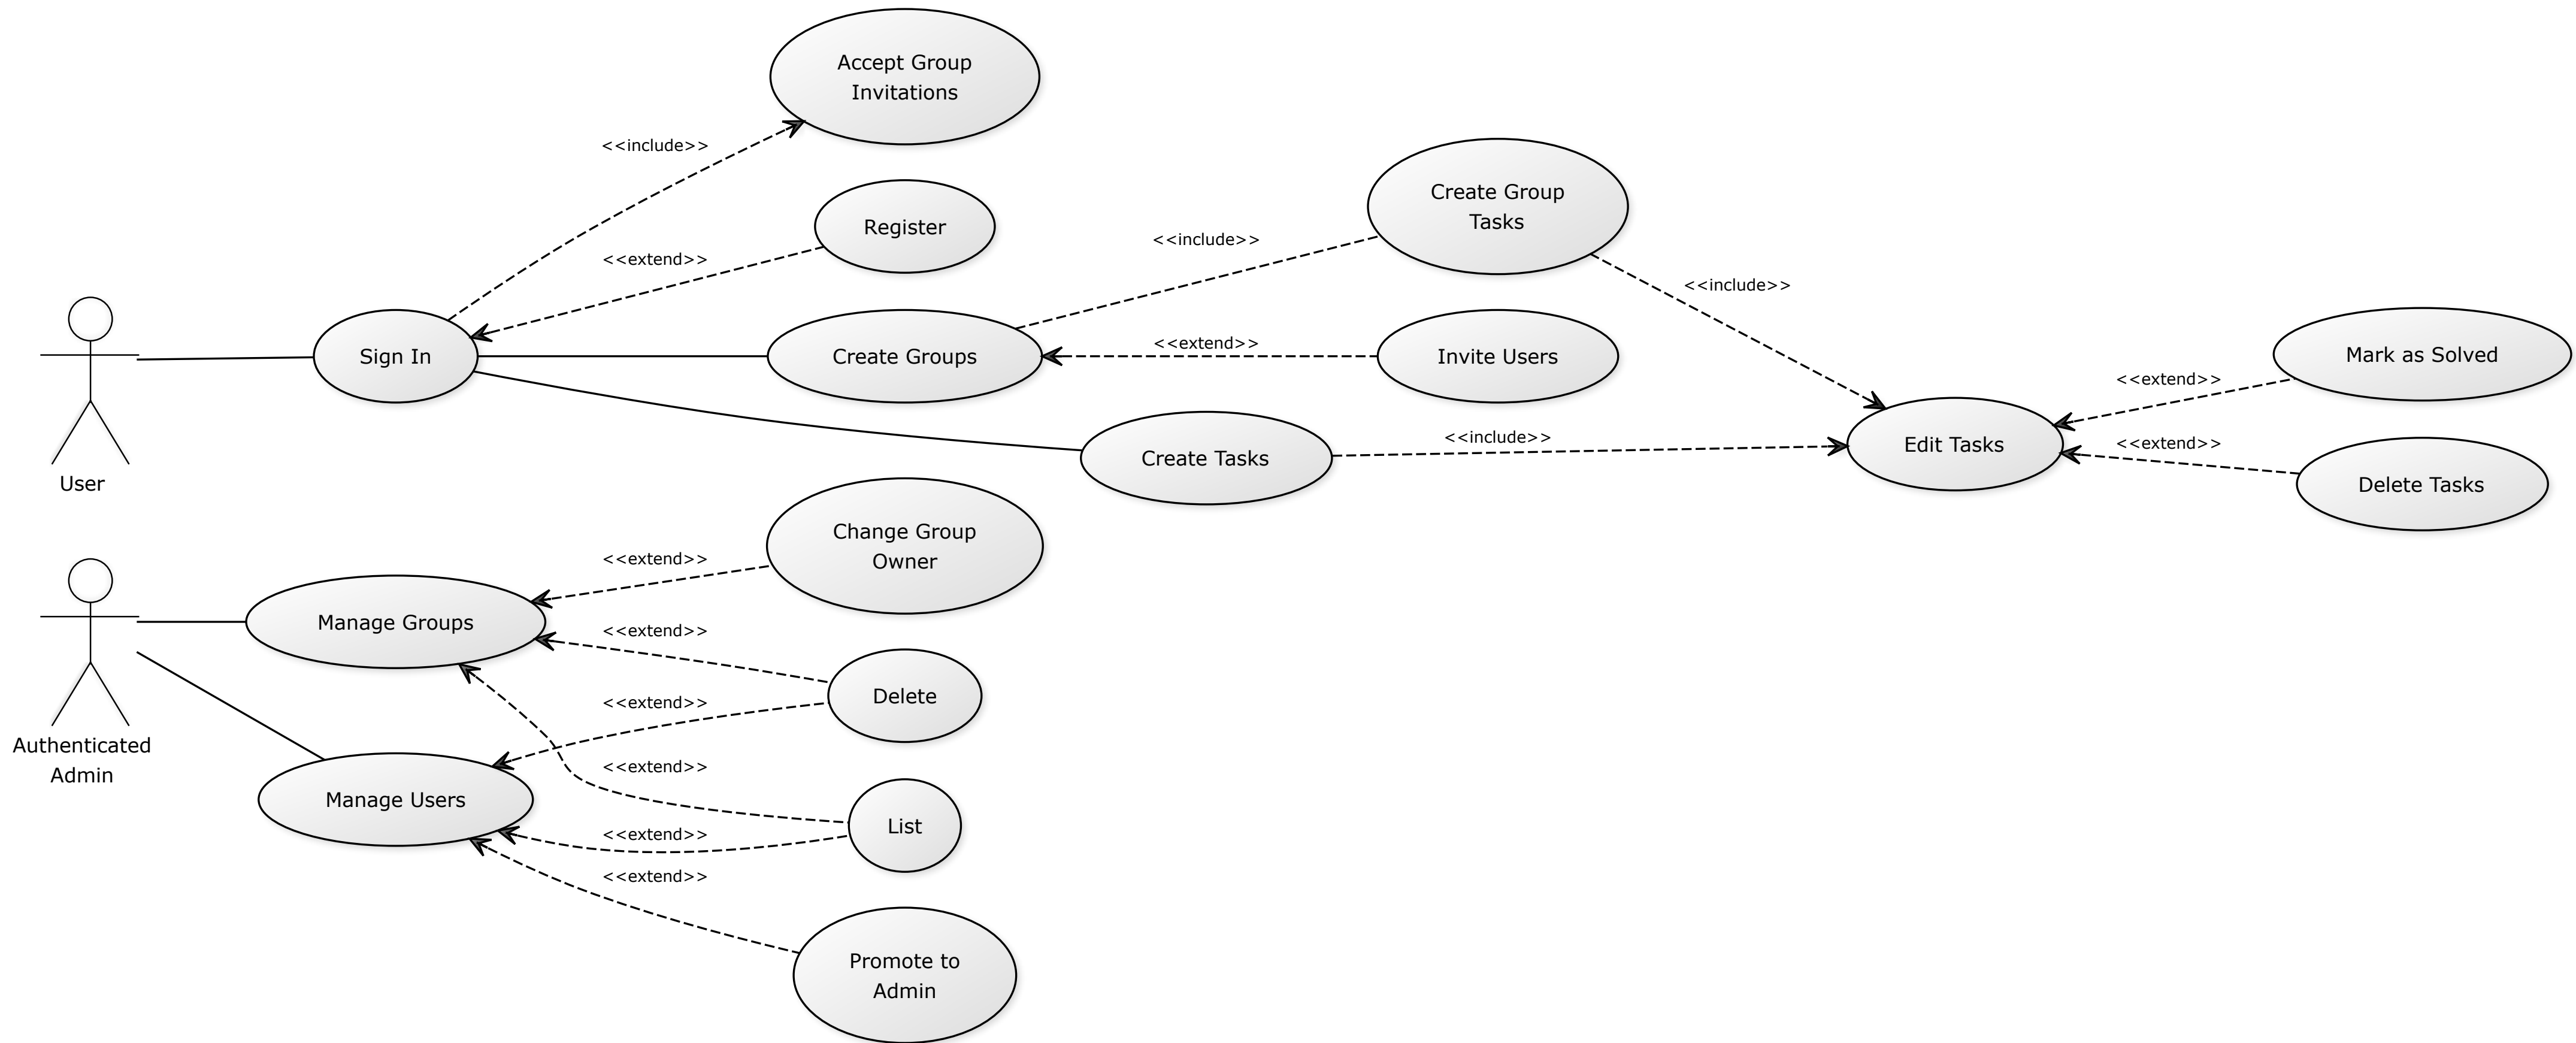 Accept Group
Invitations
<<include>>
Register
<<extend>>
Create Group
Tasks
<<include>>
<<include>>
User
Sign In
Create Groups
<<extend>>
Invite Users
Create Tasks
<<include>>
Edit Tasks
<<extend>>
Mark as Solved
<<extend>>
Delete Tasks
Authenticated
Admin
Manage Groups
<<extend>>
Change Group
Owner
<<extend>>
Delete
<<extend>>
Manage Users
<<extend>>
List
<<extend>>
<<extend>>
Promote to
Admin